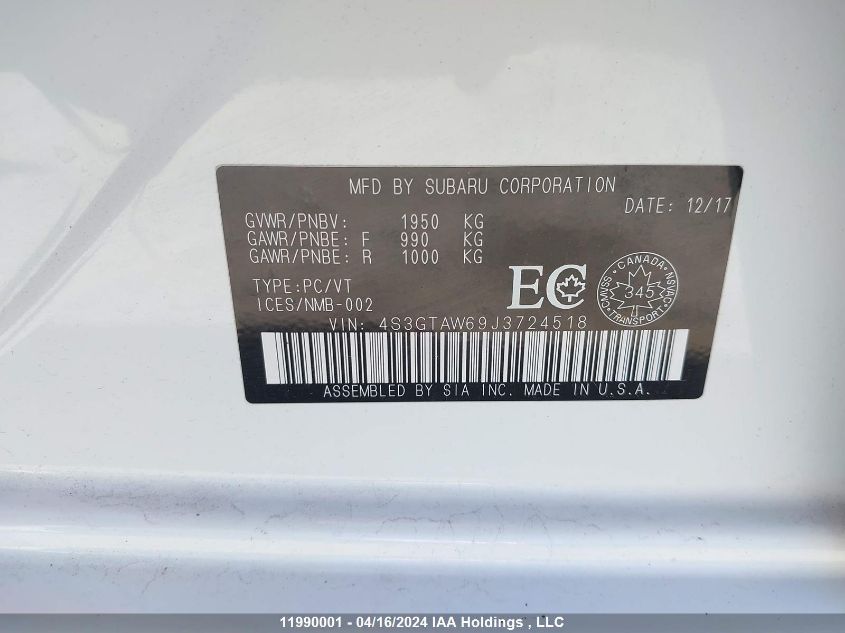 MFD BY SUBARU CORPORATION
DATE: 12/17
GVWR/PNBV: 1950 KG
GAWR/PNBE: F 990 KG
GAWR/PNBE: R 1000 KG
TYPE:PC/VT
ICES/NMB-002
EC
CANADA
NSVAC
TRANSPORT
SSMAC
345
VIN: 4S3GTAW69J3724518
ASSEMBLED BY SIA INC. MADE IN U.S.A.
11990001 - 04/16/2024 IAA Holdings , LLC